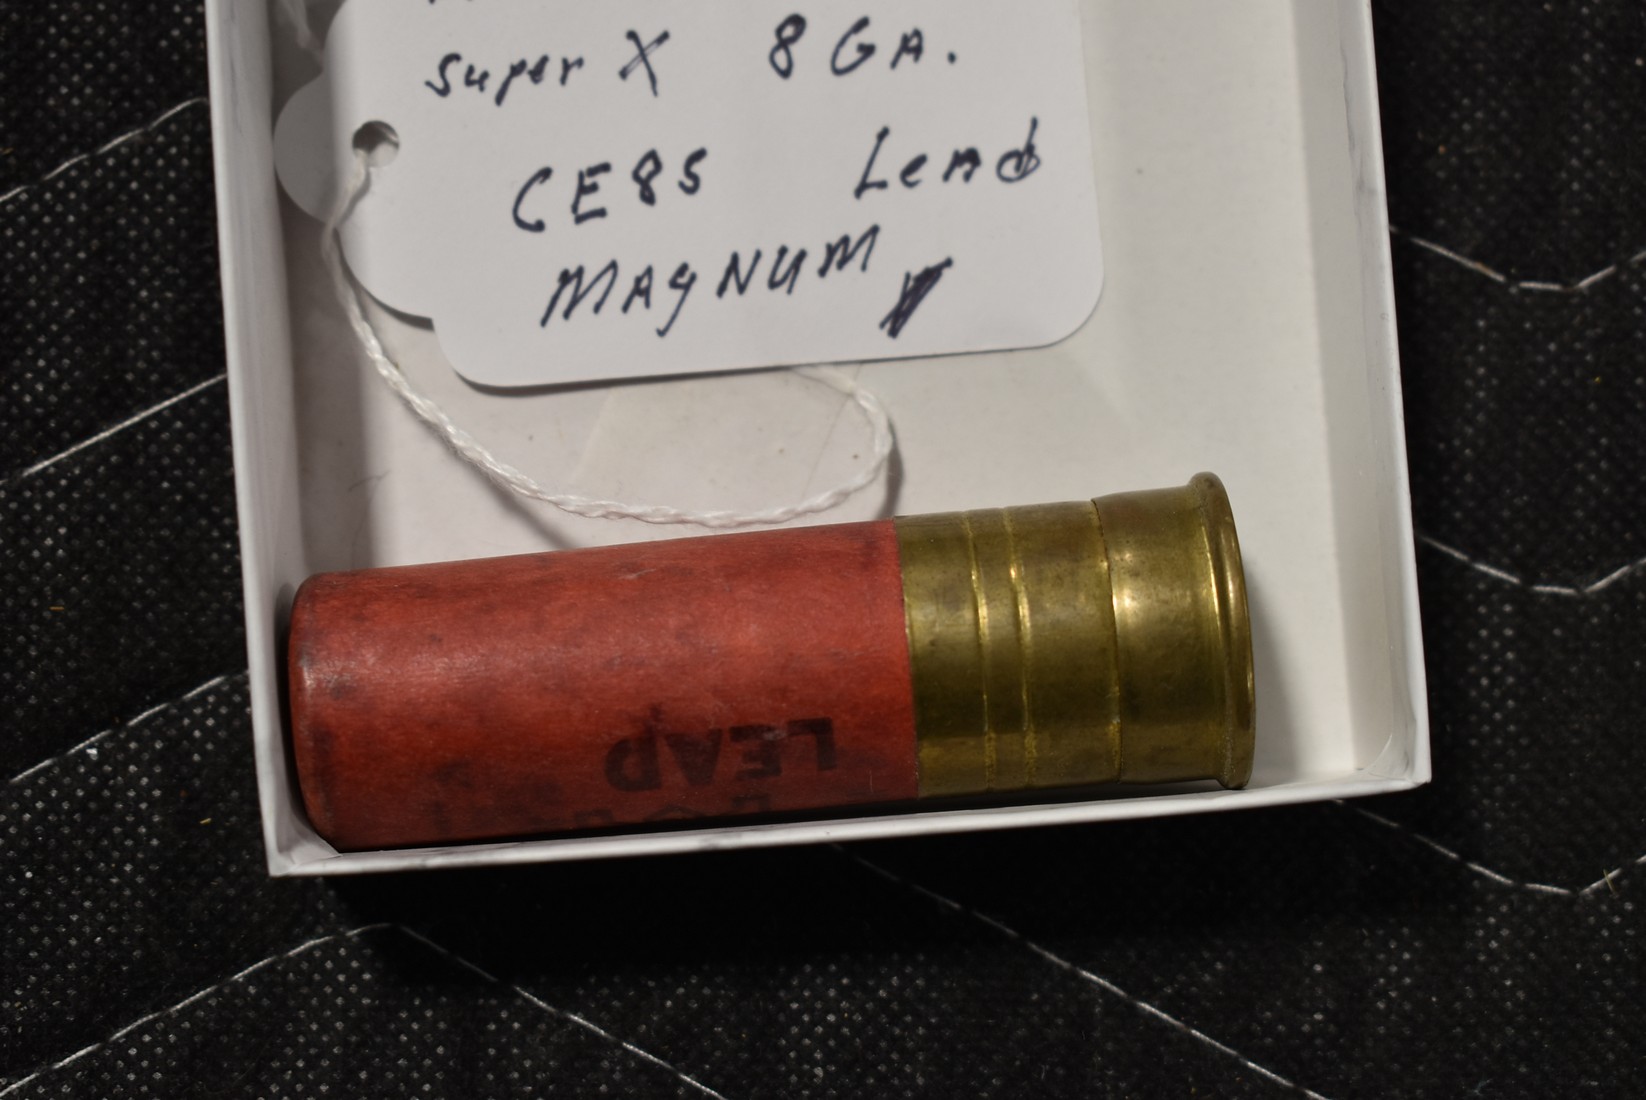 Super X 8 GA.
CE85 Lead
MAgNUM
LEAD